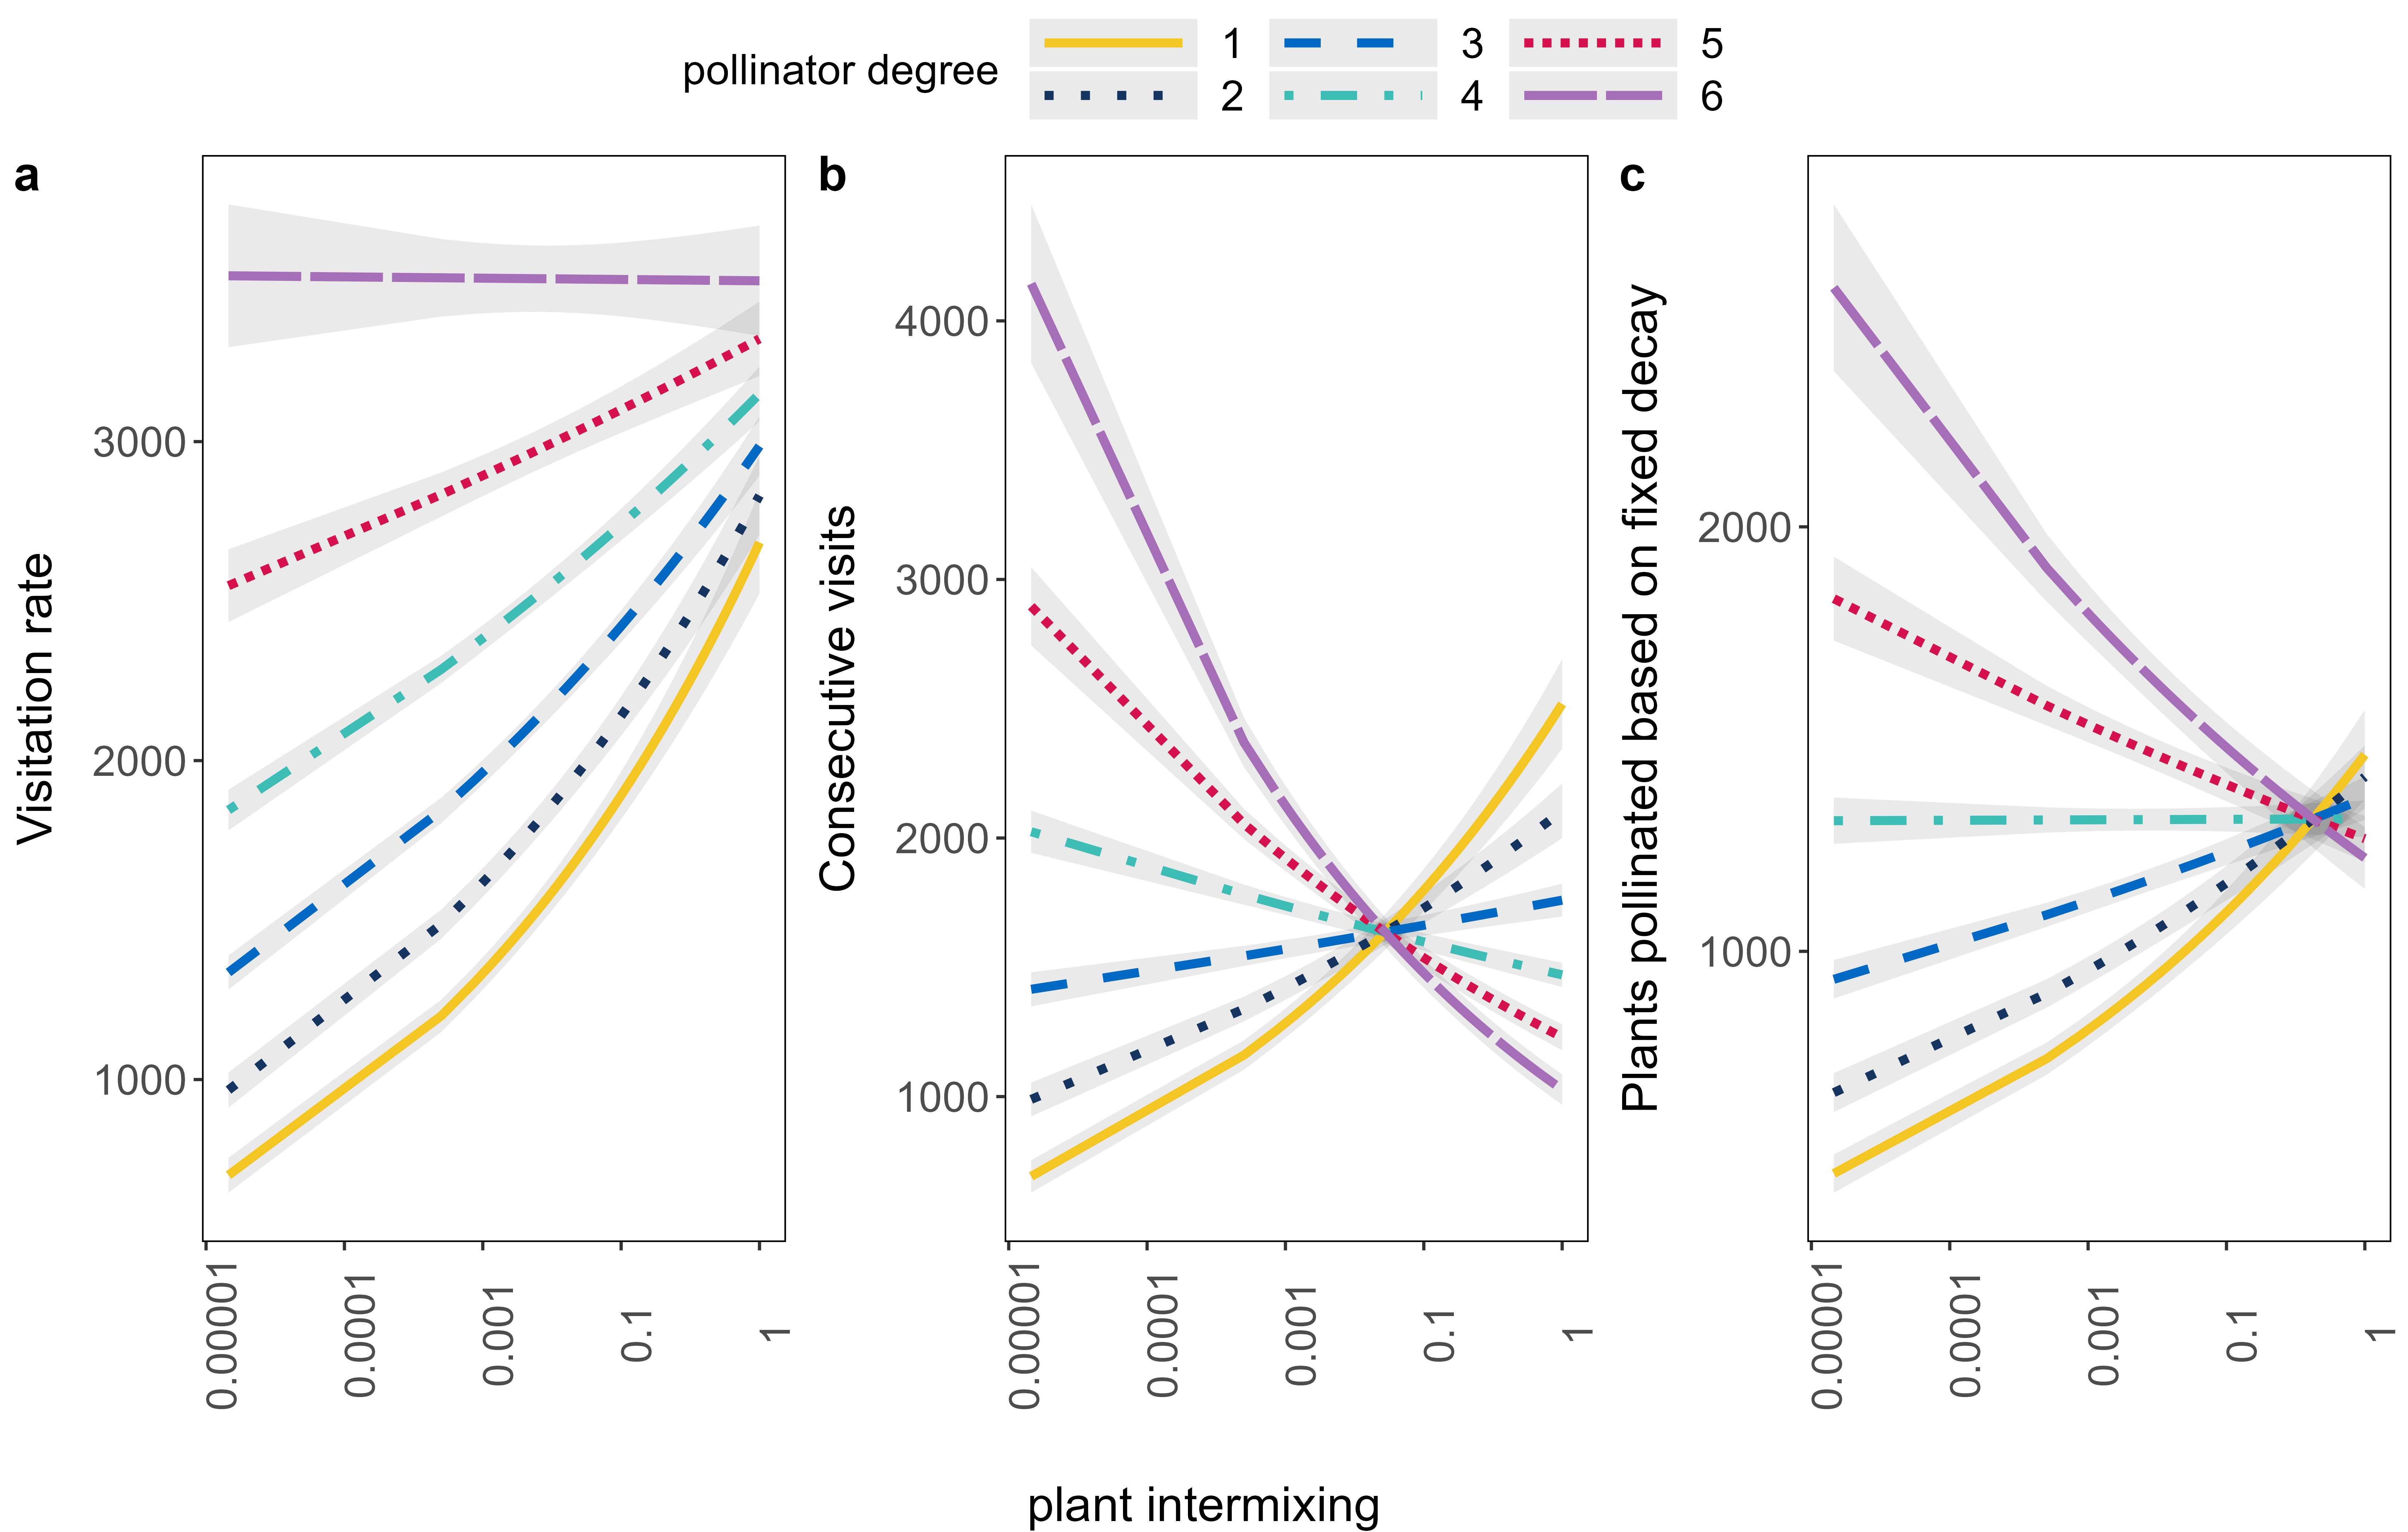 pollinator degree
1 3 5
2 4 6
a
Visitation rate
3000
2000
1000
0.00001
0.0001
0.001
0.1
1
b
Consecutive visits
4000
3000
2000
1000
0.00001
0.0001
0.001
0.1
1
c
Plants pollinated based on fixed decay
2000
1000
0.00001
0.0001
0.001
0.1
1
plant intermixing